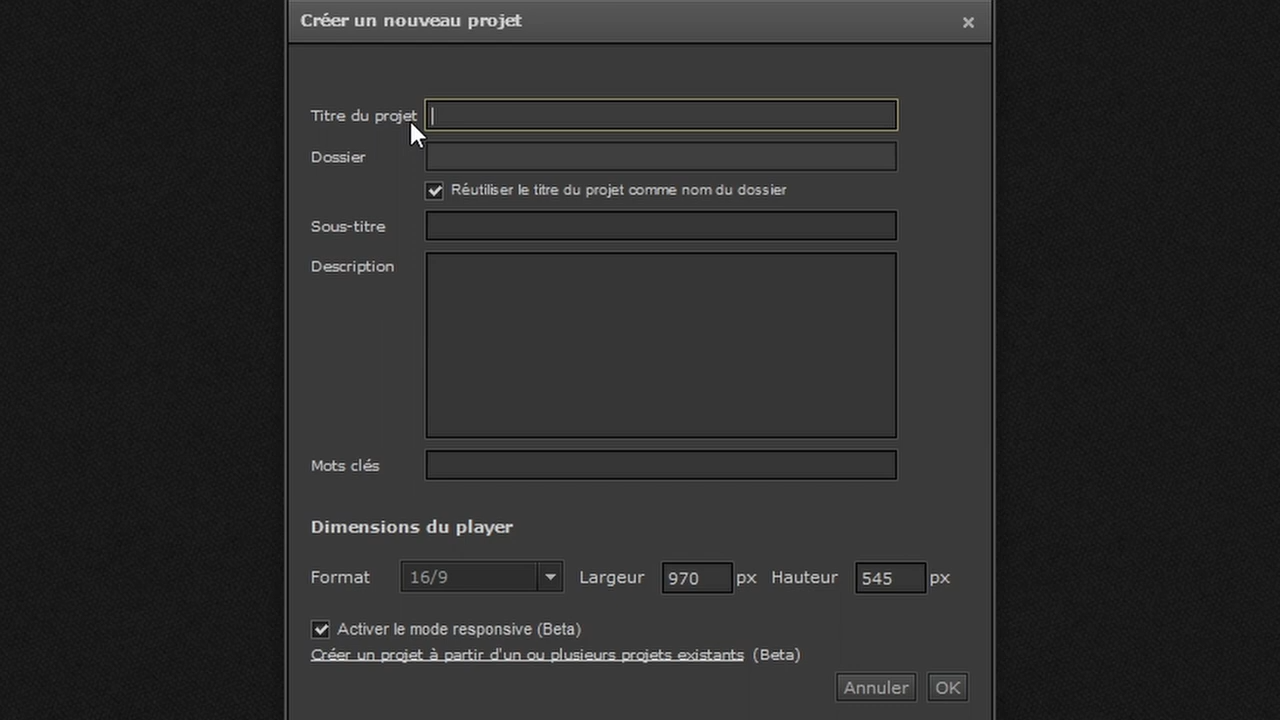 Créer un nouveau projet
Titre du projet
Dossier
Réutiliser le titre du projet comme nom du dossier
Sous-titre
Description
Mots clés
Dimensions du player
Format 16/9 Largeur 970 px Hauteur 545 px
Activer le mode responsive (Beta)
Créer un projet à partir d'un ou plusieurs projets existants (Beta)
Annuler OK